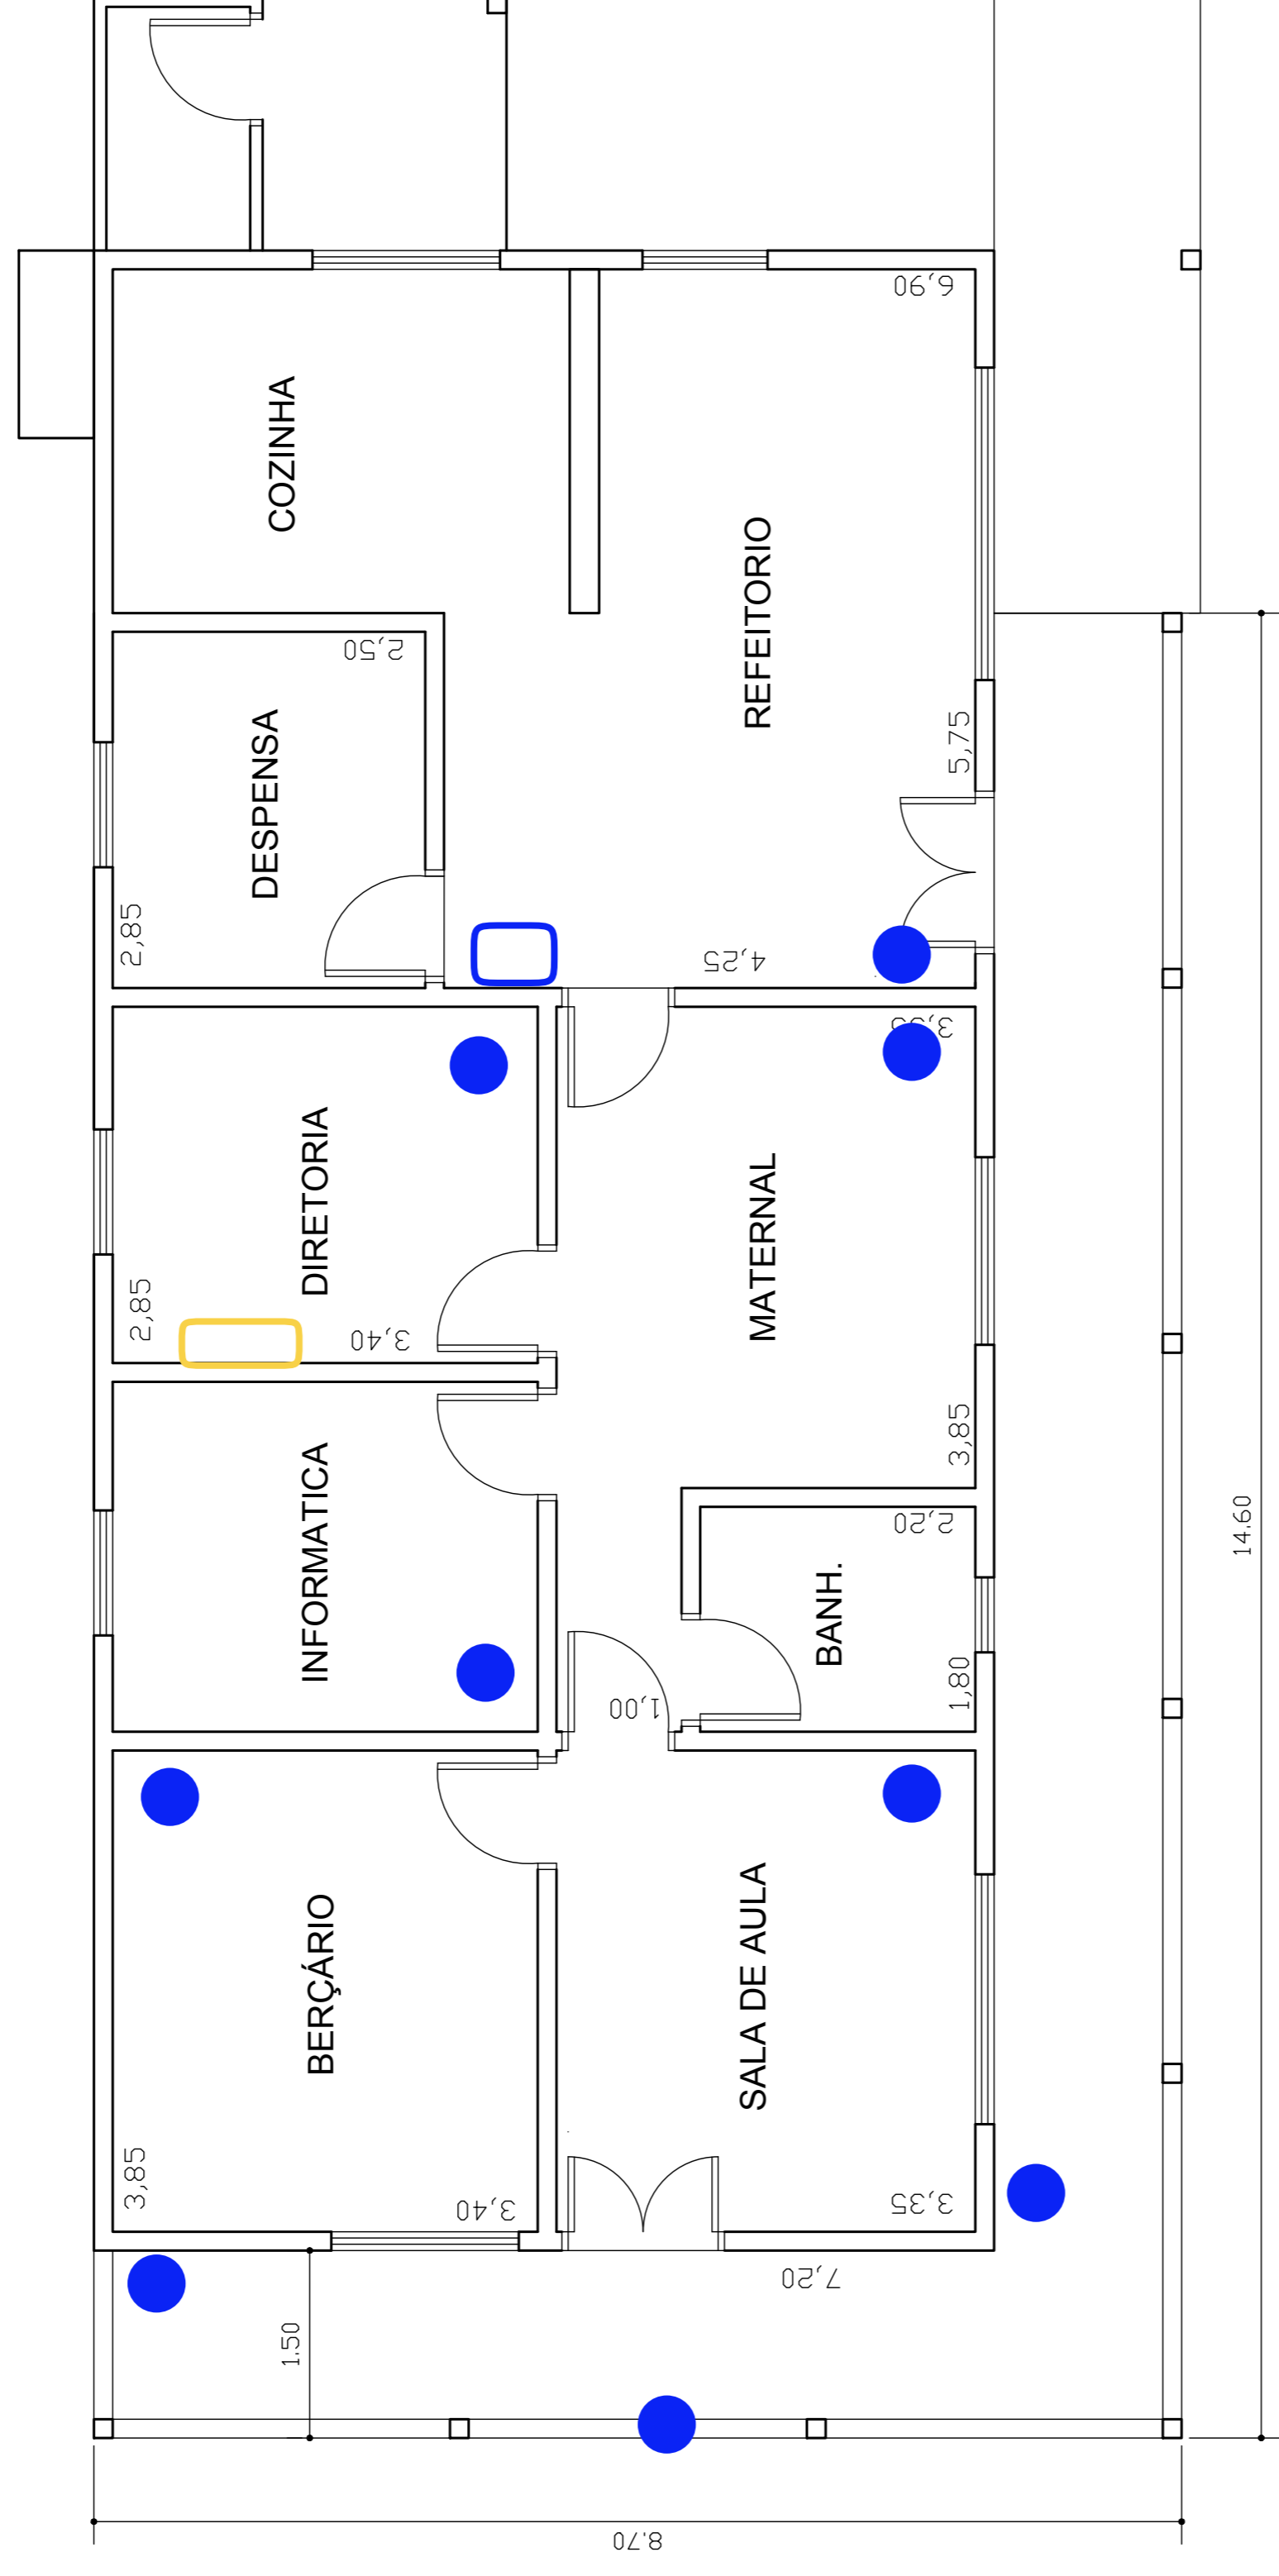 6,90
COZINHA
REFEITORIO
2,50
DESPENSA
5,75
2,85
4,25
DIRETORIA
MATERNAL
2,85
3,40
3,85
INFORMATICA
2,20
BANH.
14.60
1,80
1,00
BERÇÁRIO
SALA DE AULA
3,85
3,40
3,35
7,20
1.50
8.70